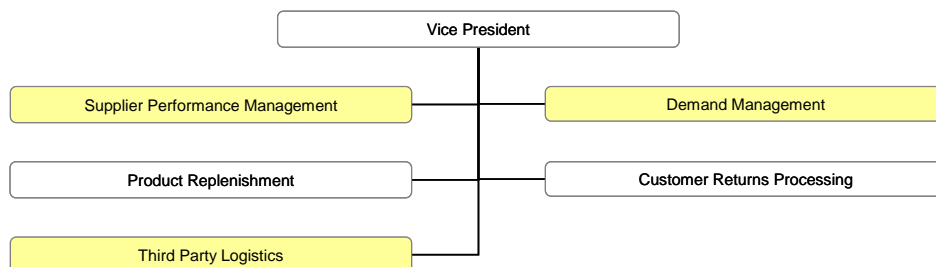 Vice President
Supplier Performance Management
Demand Management
Product Replenishment
Customer Returns Processing
Third Party Logistics